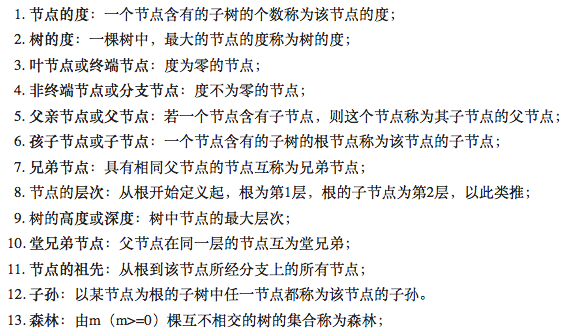 1. 节点的度：一个节点含有的子树的个数称为该节点的度；
2. 树的度：一棵树中，最大的节点的度称为树的度；
3. 叶节点或终端节点：度为零的节点；
4. 非终端节点或分支节点：度不为零的节点；
5. 父亲节点或父节点：若一个节点含有子节点，则这个节点称为其子节点的父节点；
6. 孩子节点或子节点：一个节点含有的子树的根节点称为该节点的子节点；
7. 兄弟节点：具有相同父节点的节点互称为兄弟节点；
8. 节点的层次：从根开始定义起，根为第1层，根的子节点为第2层，以此类推；
9. 树的高度或深度：树中节点的最大层次；
10. 堂兄弟节点：父节点在同一层的节点互为堂兄弟；
11. 节点的祖先：从根到该节点所经分支上的所有节点；
12. 子孙：以某节点为根的子树中任一节点都称为该节点的子孙。
13. 森林：由m（m>=0）棵互不相交的树的集合称为森林；